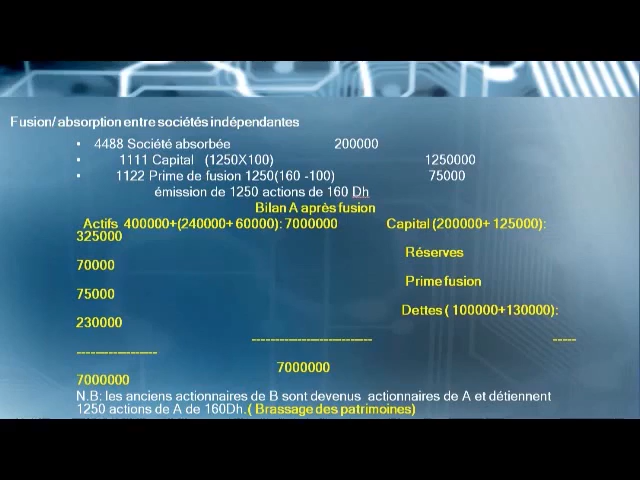 Fusion/ absorption entre sociétés indépendantes
• 4488 Société absorbée 200000
• 1111 Capital (1250X100) 1250000
• 1122 Prime de fusion 1250(160 -100) 75000
émission de 1250 actions de 160 Dh
Bilan A après fusion
Actifs 400000+(240000+ 60000): 7000000 Capital (200000+ 125000):
325000
Réserves
70000
Prime fusion
75000
Dettes ( 100000+130000):
230000
---------------------------- -----
------------------
7000000
7000000
N.B: les anciens actionnaires de B sont devenus actionnaires de A et détiennent
1250 actions de A de 160Dh.( Brassage des patrimoines)